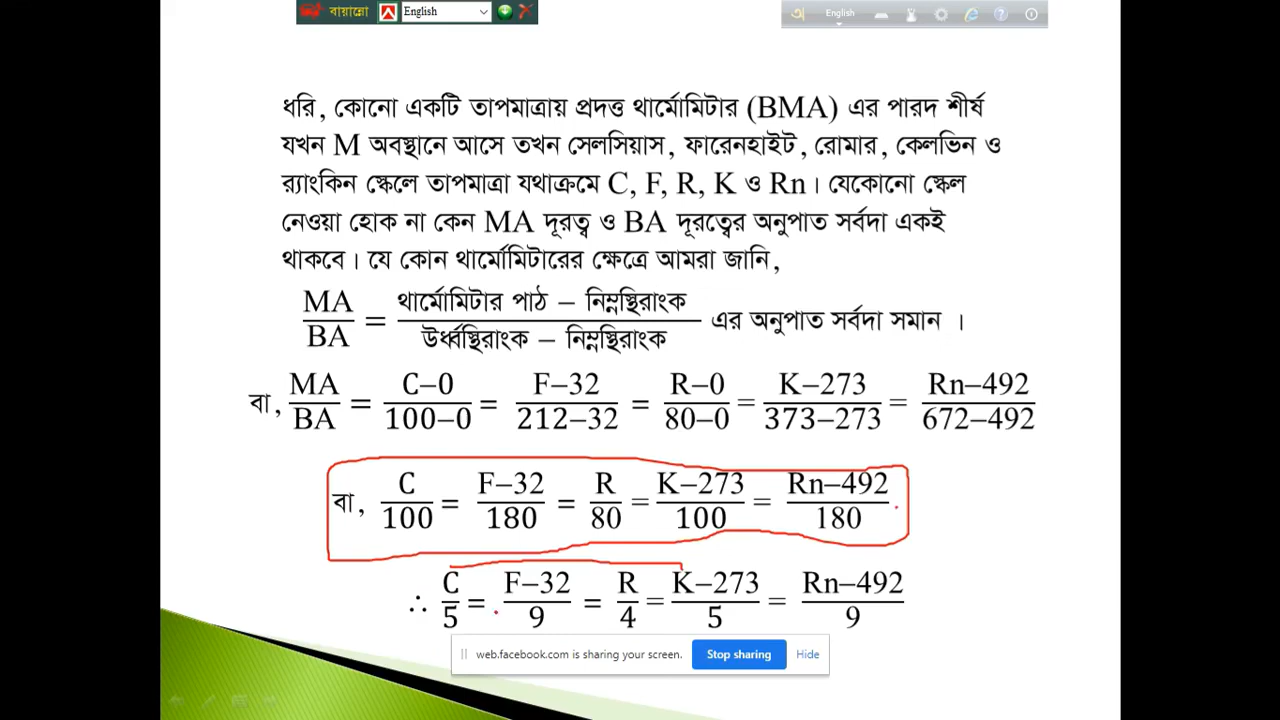 বায়ান্নো English
অ English
ধরি, কোনো একটি তাপমাত্রায় প্রদত্ত থার্মোমিটার (BMA) এর পারদ শীর্ষ
যখন M অবস্থানে আসে তখন সেলসিয়াস, ফারেনহাইট, রোমার, কেলভিন ও
র‍্যাংকিন স্কেলে তাপমাত্রা যথাক্রমে C, F, R, K ও Rn। যেকোনো স্কেল
নেওয়া হোক না কেন MA দূরত্ব ও BA দূরত্বের অনুপাত সর্বদা একই
থাকবে। যে কোন থার্মোমিটারের ক্ষেত্রে আমরা জানি,
MA/BA = (থার্মোমিটার পাঠ – নিম্নস্থিরাংক)/(উর্ধ্বস্থিরাংক – নিম্নস্থিরাংক) এর অনুপাত সর্বদা সমান ।
বা, MA/BA = (C–0)/(100–0) = (F–32)/(212–32) = (R–0)/(80–0) = (K–273)/(373–273) = (Rn–492)/(672–492)
বা, C/100 = (F–32)/180 = R/80 = (K–273)/100 = (Rn–492)/180
∴ C/5 = (F–32)/9 = R/4 = (K–273)/5 = (Rn–492)/9
web.facebook.com is sharing your screen. Stop sharing Hide